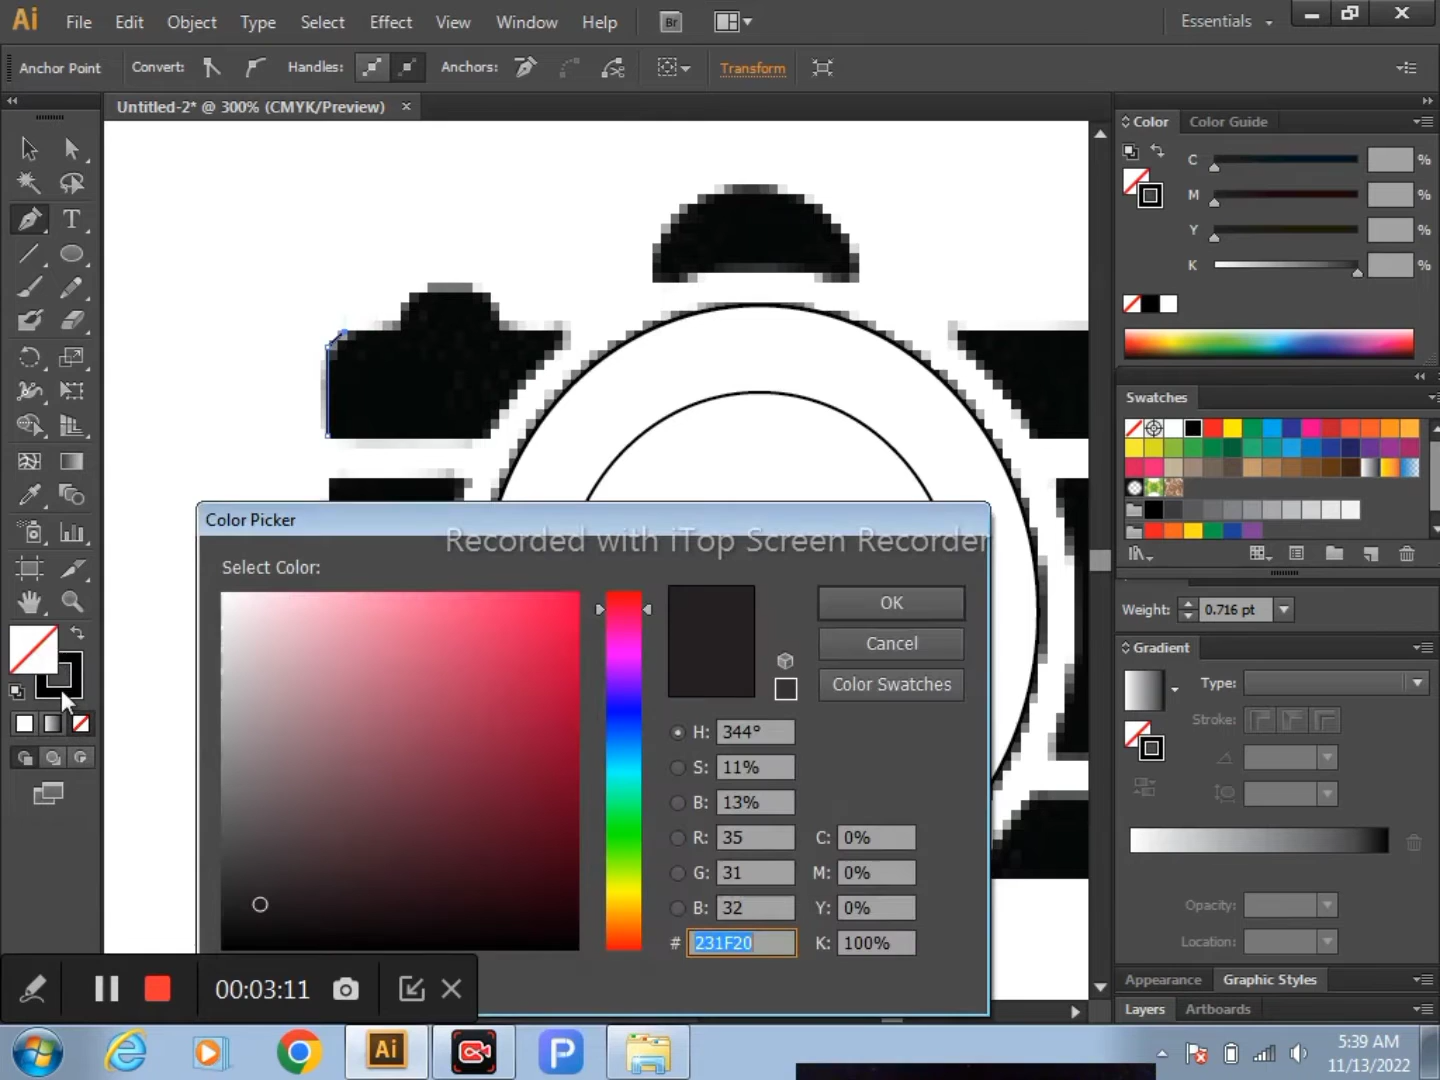 Ai File Edit Object Type Select Effect View Window Help Br Essentials
Anchor Point Convert: Handles: Anchors: Transform
Untitled-2* @ 300% (CMYK/Preview) ×
Color Color Guide
C %
M %
Y %
K %
T
Swatches
Weight: 0.716 pt
Gradient
Type:
Stroke:
Opacity:
Location:
Appearance Graphic Styles
Layers Artboards
Color Picker
Recorded with iTop Screen Recorder
Select Color:
OK
Cancel
Color Swatches
H: 344°
S: 11%
B: 13%
R: 35 C: 0%
G: 31 M: 0%
B: 32 Y: 0%
# 231F20 K: 100%
00:03:11
Ai P
5:39 AM
11/13/2022